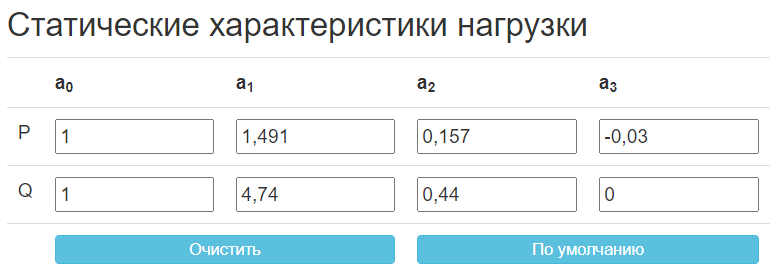 Статические характеристики нагрузки
a₀ a₁ a₂ a₃
P 1 1,491 0,157 -0,03
Q 1 4,74 0,44 0
Очистить По умолчанию